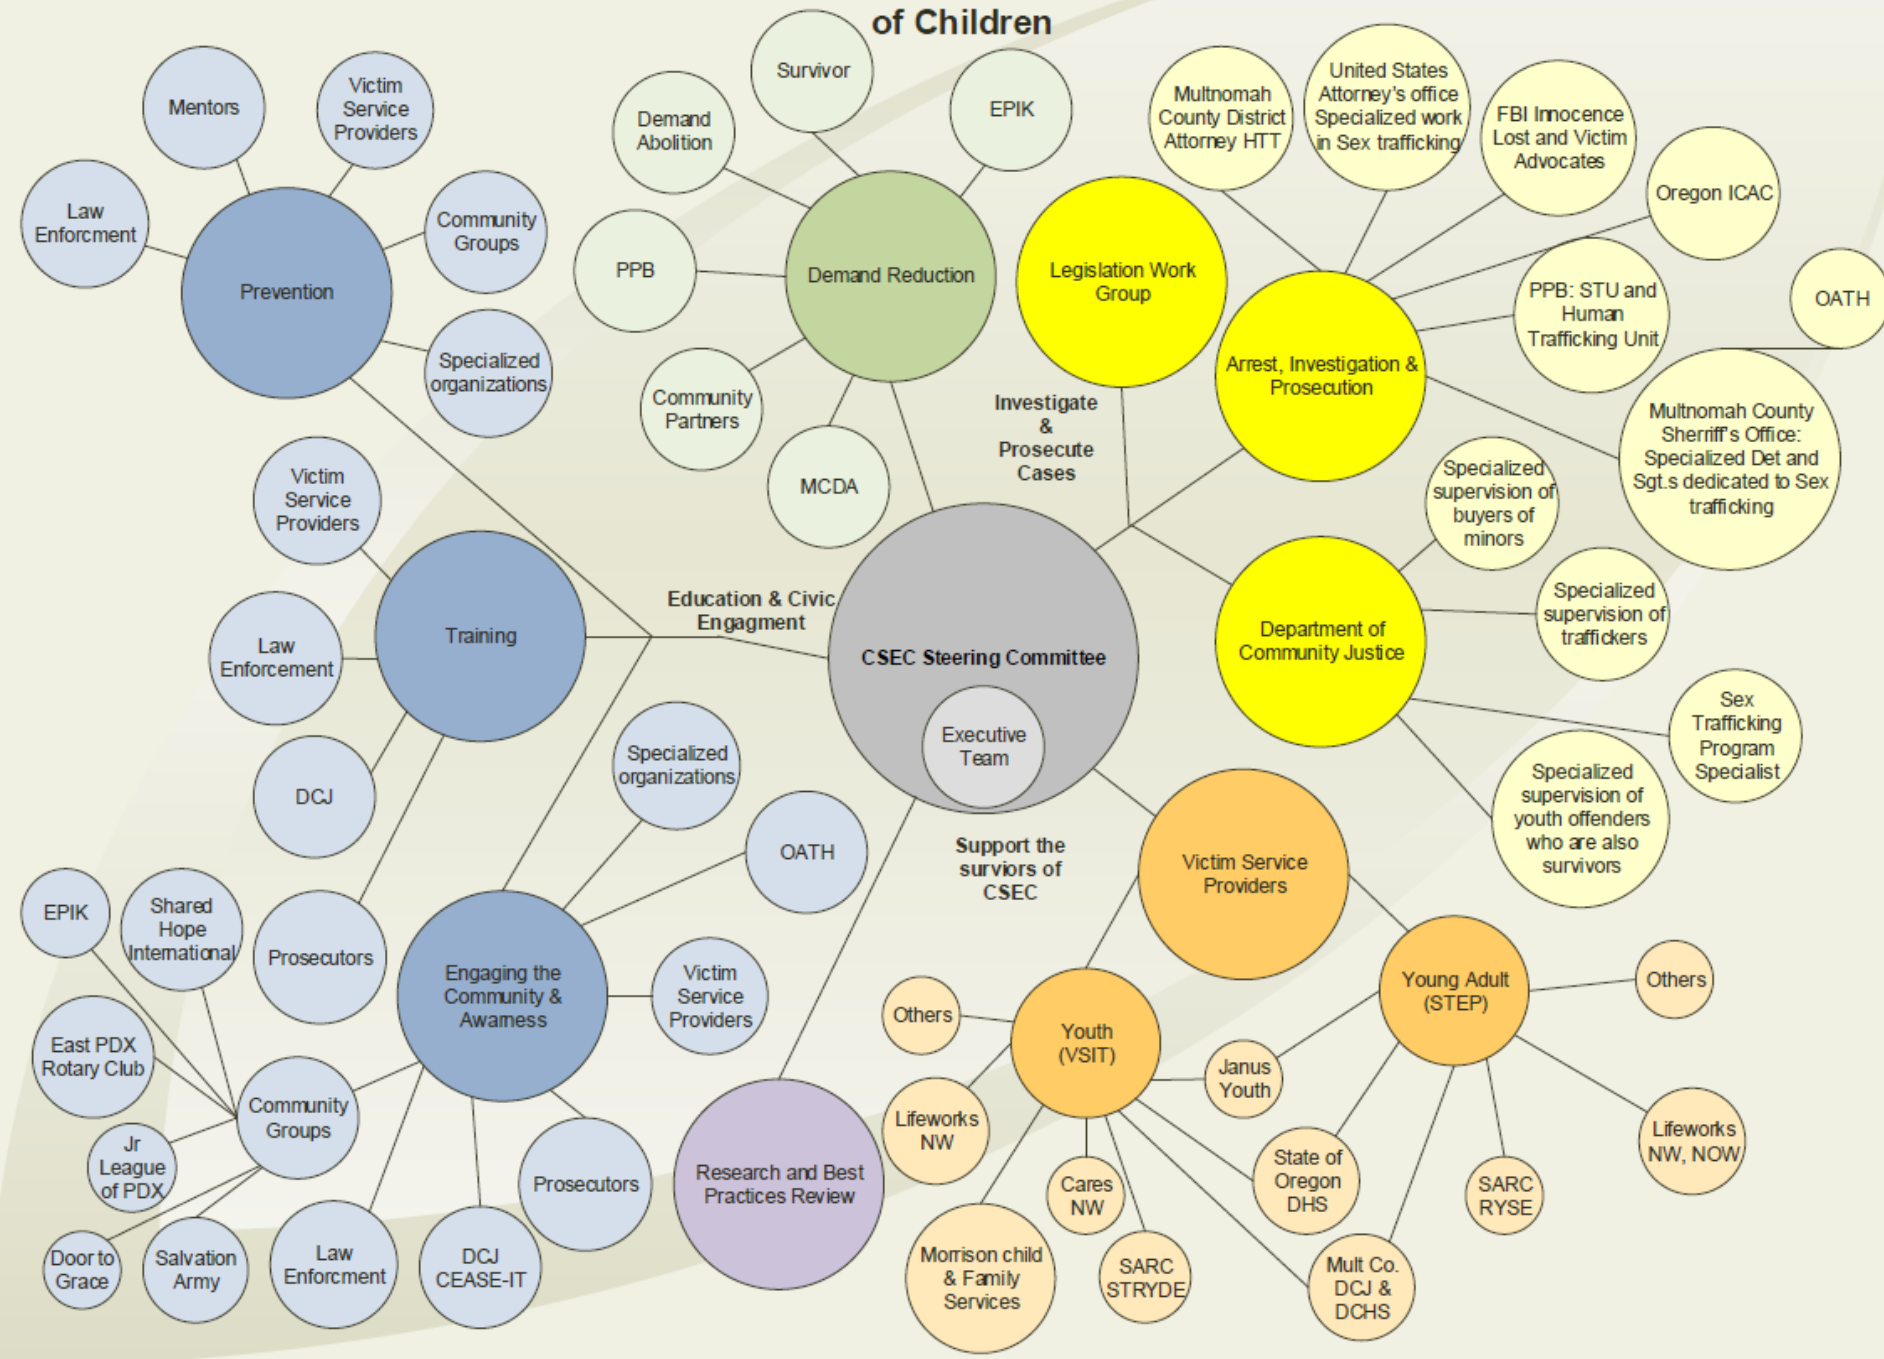 of Children
Mentors
Victim
Service
Providers
Law
Enforcment
Community
Groups
Prevention
Specialized
organizations
Survivor
Demand
Abolition
EPIK
PPB
Demand Reduction
Community
Partners
MCDA
Legislation Work
Group
Multnomah
County District
Attorney HTT
United States
Attorney's office
Specialized work
in Sex trafficking
FBI Innocence
Lost and Victim
Advocates
Oregon ICAC
PPB: STU and
Human
Trafficking Unit
OATH
Arrest, Investigation &
Prosecution
Multnomah County
Sherriff's Office:
Specialized Det and
Sgt.s dedicated to Sex
trafficking
Investigate
&
Prosecute
Cases
Victim
Service
Providers
Training
Law
Enforcement
DCJ
Prosecutors
Education & Civic
Engagment
CSEC Steering Committee
Executive
Team
Specialized
supervision of
buyers of
minors
Specialized
supervision of
traffickers
Department of
Community Justice
Sex
Trafficking
Program
Specialist
Specialized
supervision of
youth offenders
who are also
survivors
Specialized
organizations
OATH
Victim
Service
Providers
Engaging the
Community &
Awarness
EPIK
Shared
Hope
International
East PDX
Rotary Club
Community
Groups
Jr
League
of PDX
Door to
Grace
Salvation
Army
Law
Enforcment
DCJ
CEASE-IT
Prosecutors
Support the
surviors of
CSEC
Research and Best
Practices Review
Victim Service
Providers
Young Adult
(STEP)
Others
Youth
(VSIT)
Others
Janus
Youth
Lifeworks
NW
Morrison child
& Family
Services
Cares
NW
SARC
STRYDE
State of
Oregon
DHS
Mult Co.
DCJ &
DCHS
SARC
RYSE
Lifeworks
NW, NOW